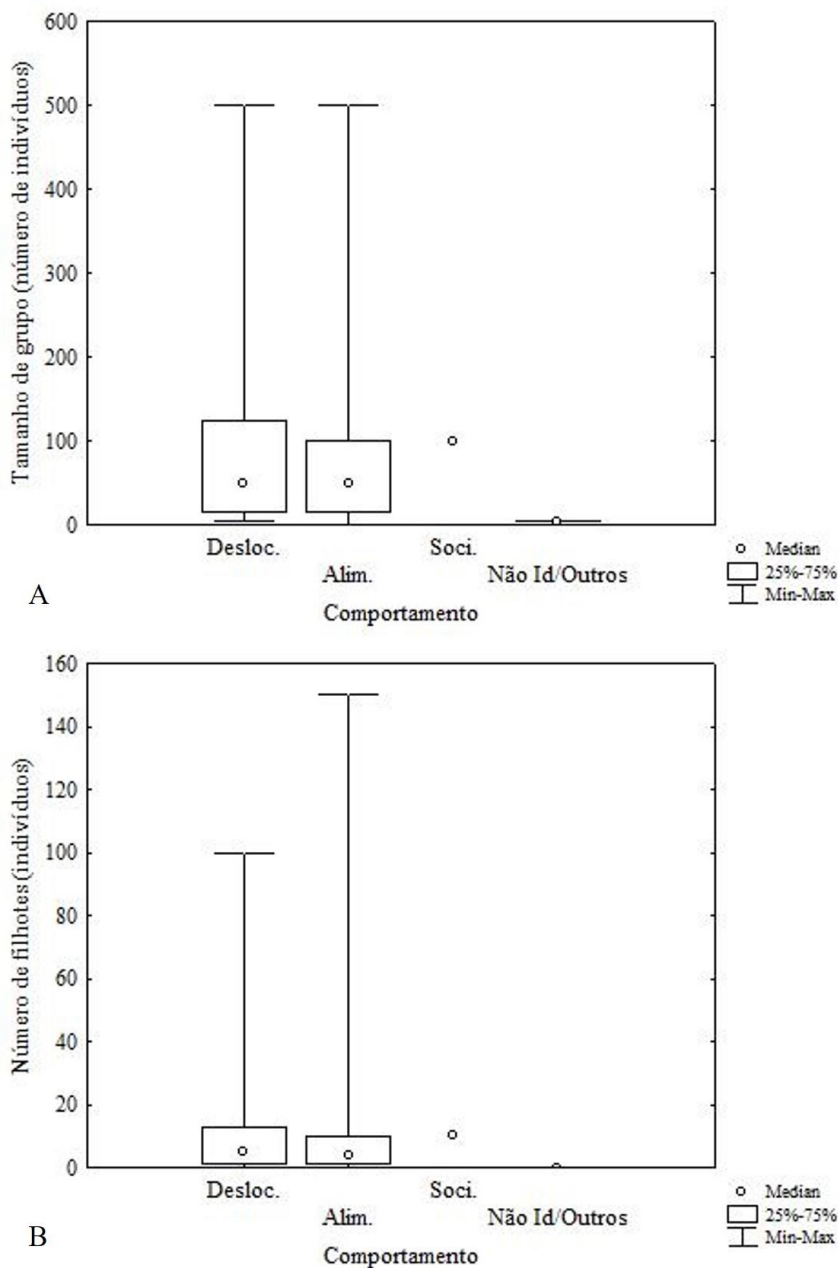 Tamanho de grupo (número de indivíduos)
600
500
400
300
200
100
0
Desloc.
Soci.
Alim.
Não Id/Outros
Comportamento
Median
25%-75%
Min-Max
A
Número de filhotes (indivíduos)
160
140
120
100
80
60
40
20
0
Desloc.
Soci.
Alim.
Não Id/Outros
Comportamento
Median
25%-75%
Min-Max
B